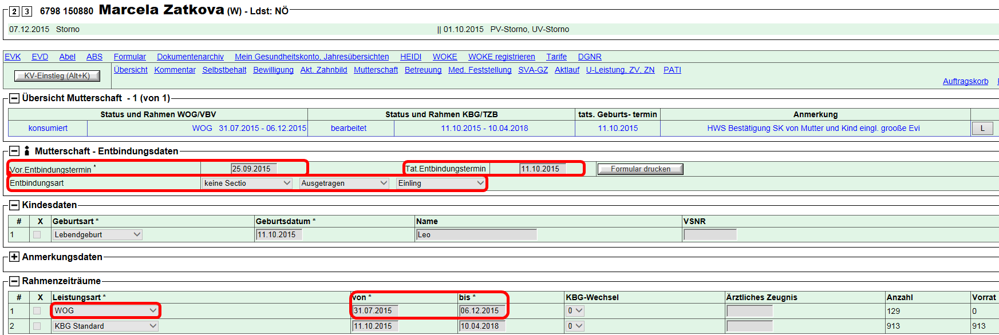 2 3 6798 150880 Marcela Zatkova (W) - Ldst: NÖ
07.12.2015 Storno || 01.10.2015 PV-Storno, UV-Storno
EVK EVD Abel ABS Formular Dokumentenarchiv Mein Gesundheitskonto, Jahresübersichten HEIDI WOKE WOKE registrieren Tarife DGNR
KV-Einstieg (Alt+K) Übersicht Kommentar Selbstbehalt Bewilligung Akt. Zahnbild Mutterschaft Betreuung Med. Feststellung SVA-GZ Aktlauf U-Leistung, ZV, ZN PATI
Auftragskorb
Übersicht Mutterschaft - 1 (von 1)
Status und Rahmen WOG/VBV Status und Rahmen KBG/TZB tats. Geburts- termin Anmerkung
konsumiert WOG 31.07.2015 - 06.12.2015 bearbeitet 11.10.2015 - 10.04.2018 11.10.2015 HWS Bestätigung SK von Mutter und Kind eingl. grooße Evi L
Mutterschaft - Entbindungsdaten
Vor.Entbindungstermin * 25.09.2015 Tat.Entbindungstermin 11.10.2015 Formular drucken
Entbindungsart keine Sectio Ausgetragen Einling
Kindesdaten
# X Geburtsart * Geburtsdatum * Name VSNR
1 Lebendgeburt 11.10.2015 Leo
Anmerkungsdaten
Rahmenzeiträume
# X Leistungsart * von * bis * KBG-Wechsel Ärztliches Zeugnis Anzahl Vorrat
1 WOG 31.07.2015 06.12.2015 0 129 0
2 KBG Standard 11.10.2015 10.04.2018 0 913 913